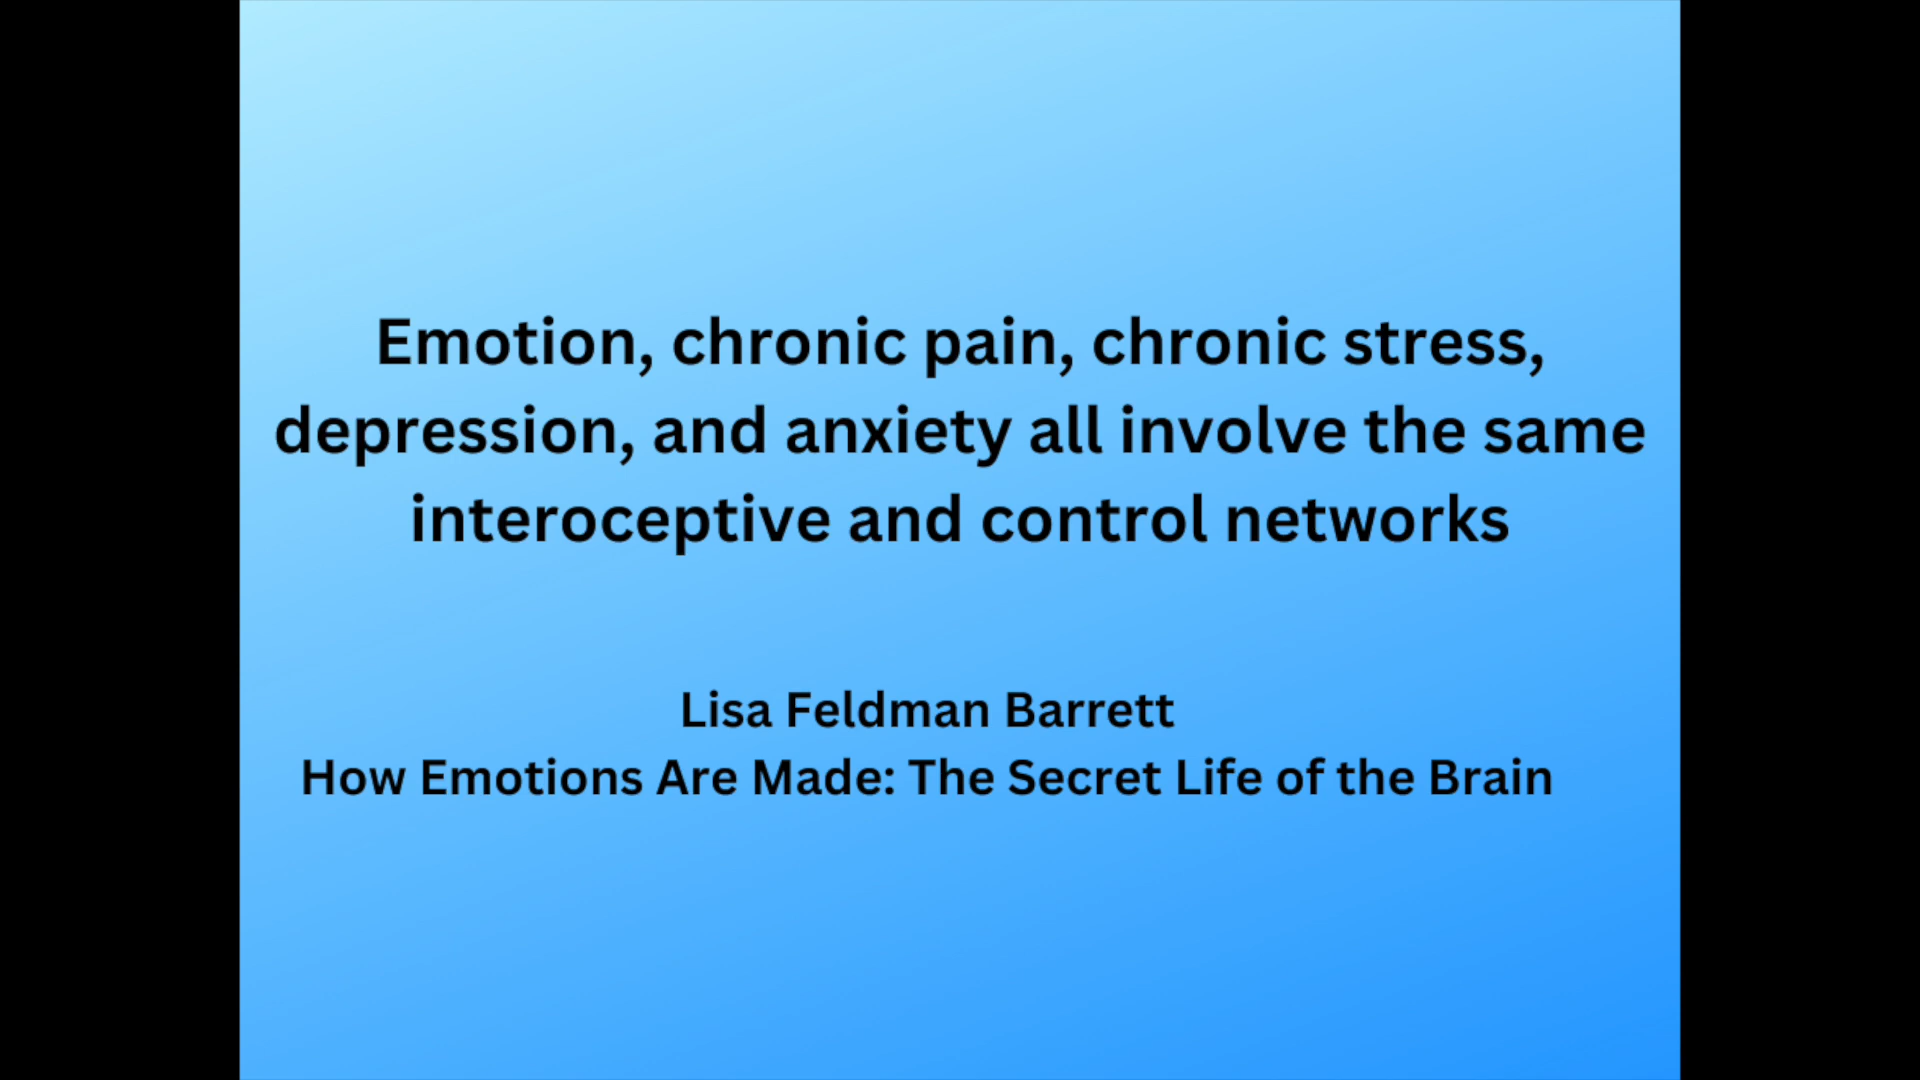 Emotion, chronic pain, chronic stress,
depression, and anxiety all involve the same
interoceptive and control networks
Lisa Feldman Barrett
How Emotions Are Made: The Secret Life of the Brain